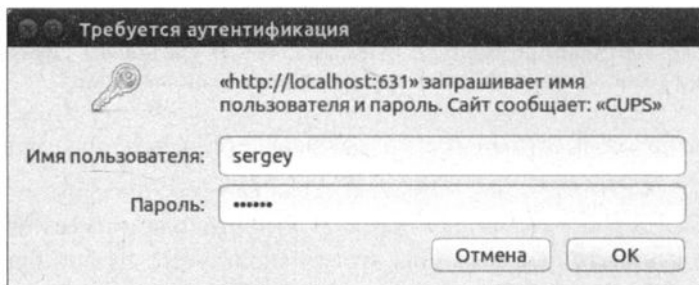 Требуется аутентификация
«http://localhost:631» запрашивает имя
пользователя и пароль. Сайт сообщает: «CUPS»
Имя пользователя: sergey
Пароль: ••••••
Отмена OK